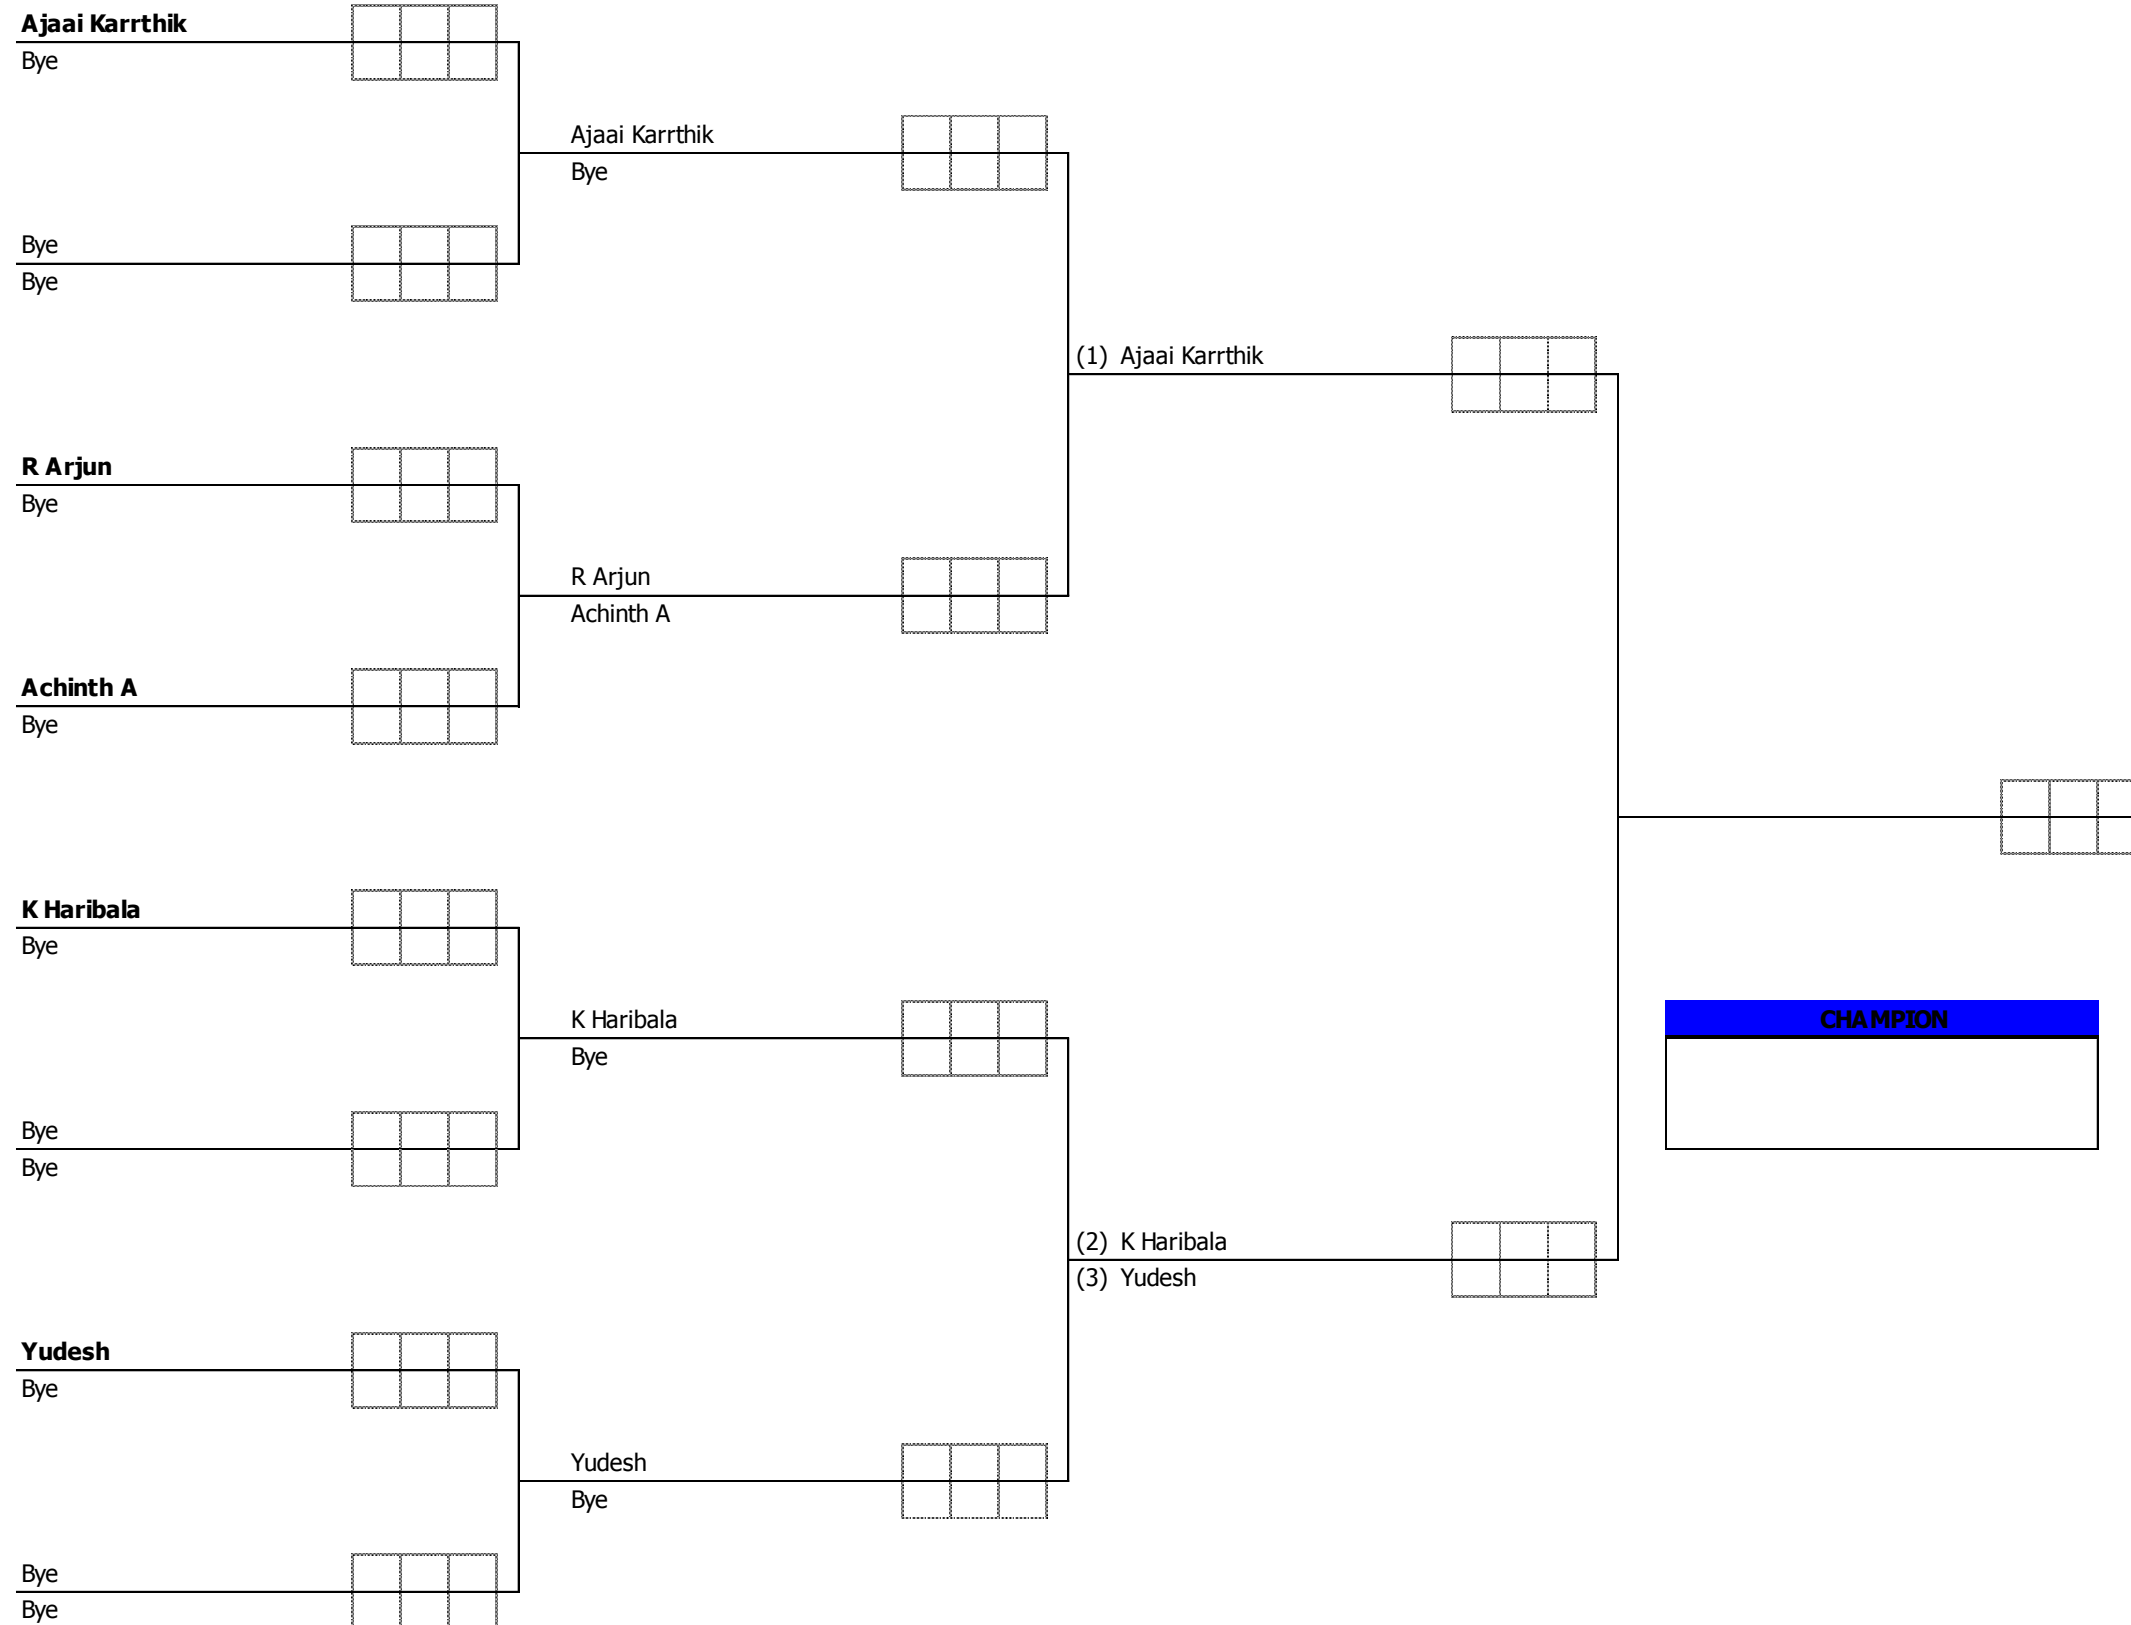 Ajaai Karrthik
Bye
Ajaai Karrthik
Bye
Bye
Bye
(1) Ajaai Karrthik
R Arjun
Bye
R Arjun
Achinth A
Achinth A
Bye
K Haribala
Bye
K Haribala
Bye
CHAMPION
Bye
Bye
(2) K Haribala
(3) Yudesh
Yudesh
Bye
Yudesh
Bye
Bye
Bye